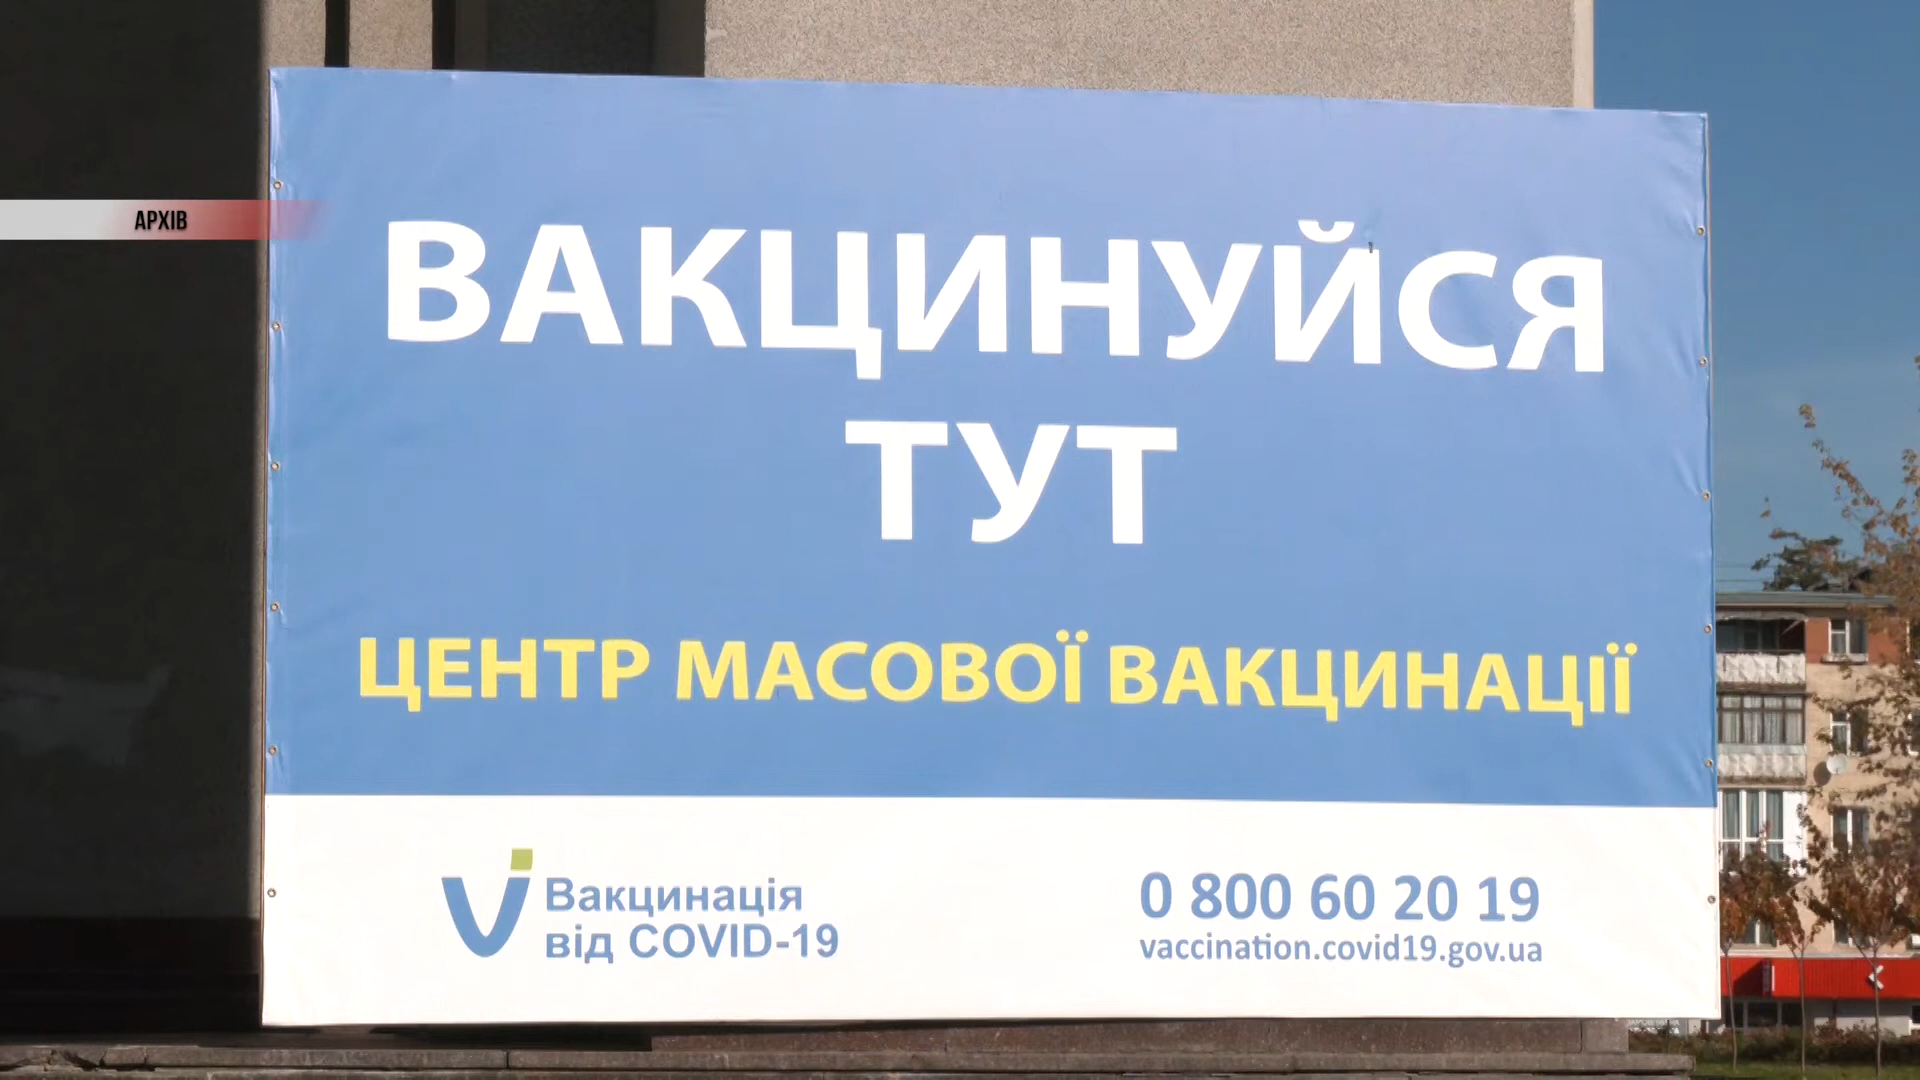 АРХІВ
ВАКЦИНУЙСЯ
ТУТ
ЦЕНТР МАСОВОЇ ВАКЦИНАЦІЇ
Вакцинація
від COVID-19
0 800 60 20 19
vaccination.covid19.gov.ua